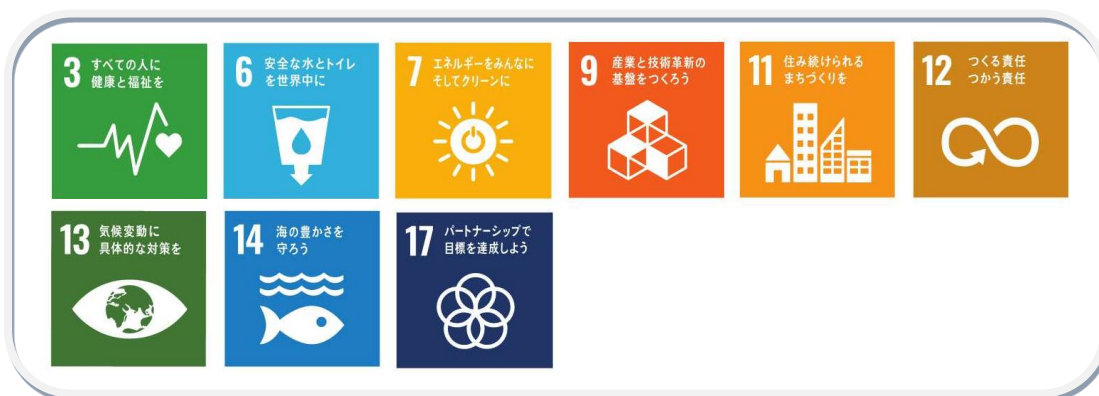 3 すべての人に
健康と福祉を
6 安全な水とトイレ
を世界中に
7 エネルギーをみんなに
そしてクリーンに
9 産業と技術革新の
基盤をつくろう
11 住み続けられる
まちづくりを
12 つくる責任
つかう責任
13 気候変動に
具体的な対策を
14 海の豊かさを
守ろう
17 パートナーシップで
目標を達成しよう